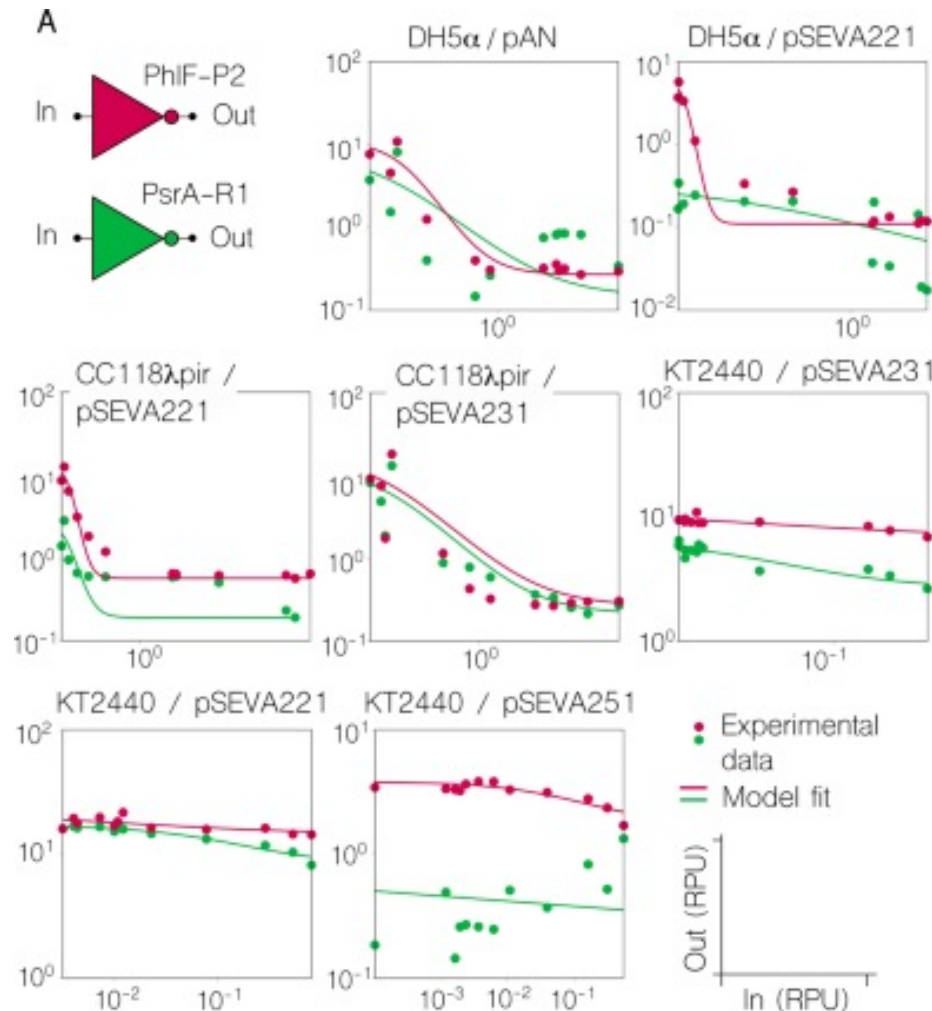 A
PhlF-P2
In Out
PsrA-R1
In Out
DH5α / pAN
10²
10¹
10⁰
10⁻¹
10⁰
DH5α / pSEVA221
10¹
10⁰
10⁻¹
10⁻²
10⁰
CC118λpir /
pSEVA221
10²
10¹
10⁰
10⁻¹
10⁰
CC118λpir /
pSEVA231
10²
10¹
10⁰
10⁻¹
10⁰
KT2440 / pSEVA231
10²
10¹
10⁰
10⁻¹
KT2440 / pSEVA221
10²
10¹
10⁰
10⁻² 10⁻¹
KT2440 / pSEVA251
10¹
10⁰
10⁻¹
10⁻³ 10⁻² 10⁻¹
Experimental
data
Model fit
Out (RPU)
In (RPU)